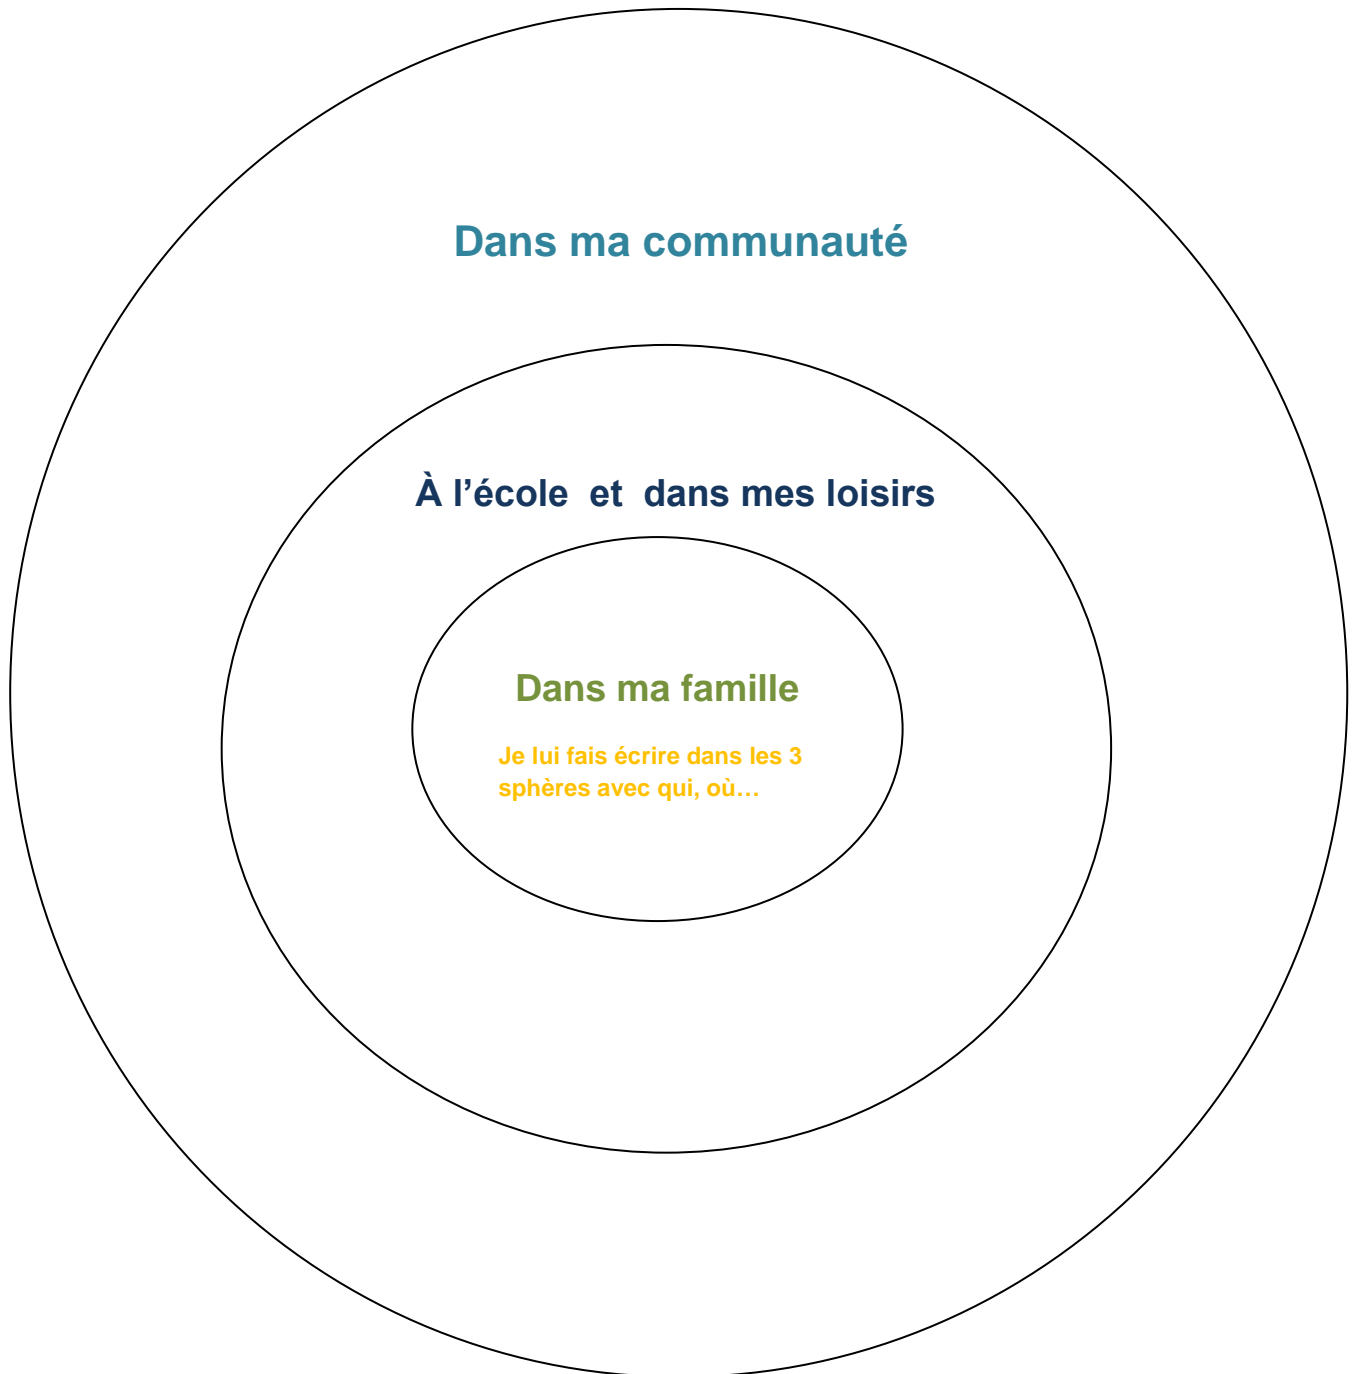 Dans ma communauté
À l’école  et  dans mes loisirs
Dans ma famille
Je lui fais écrire dans les 3
sphères avec qui, où…